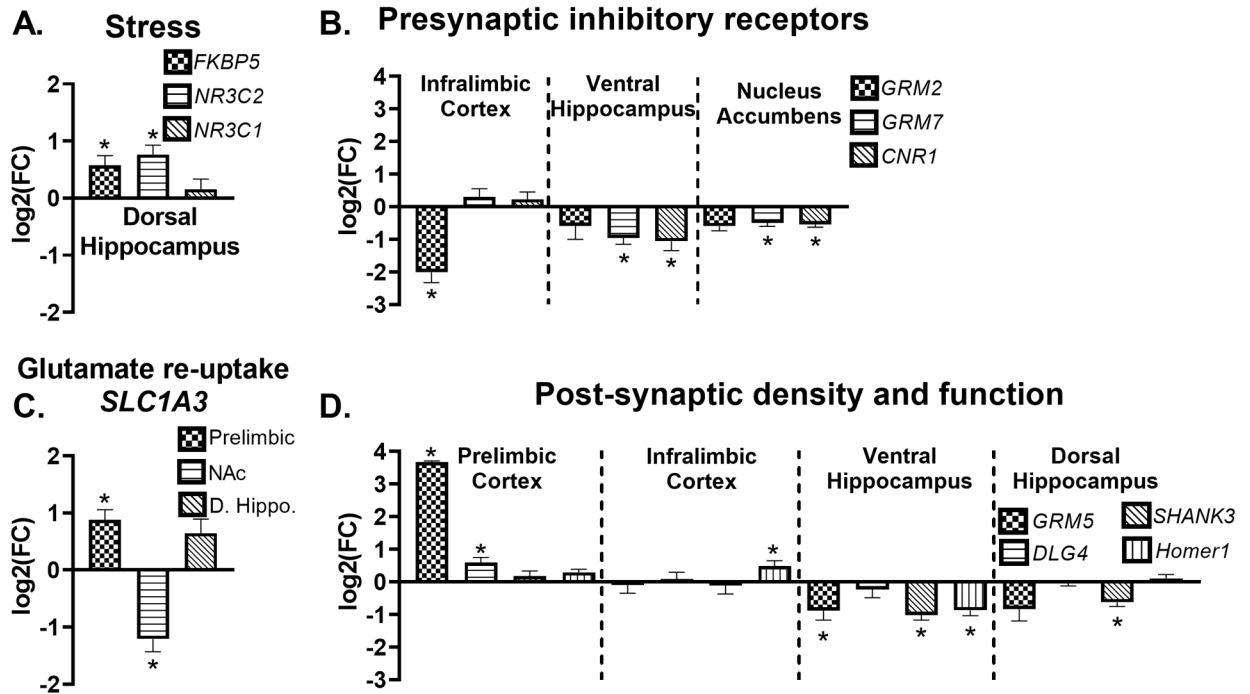 A.
Stress
FKBP5
NR3C2
NR3C1
log2(FC)
2
1
0
-1
-2
*
*
Dorsal
Hippocampus
B.
Presynaptic inhibitory receptors
Infralimbic
Cortex
Ventral
Hippocampus
Nucleus
Accumbens
GRM2
GRM7
CNR1
log2(FC)
4
3
2
1
0
-1
-2
-3
*
*
*
*
*
Glutamate re-uptake
SLC1A3
C.
Prelimbic
NAc
D. Hippo.
log2(FC)
2
1
0
-1
-2
*
*
D.
Post-synaptic density and function
Prelimbic
Cortex
Infralimbic
Cortex
Ventral
Hippocampus
Dorsal
Hippocampus
GRM5
SHANK3
DLG4
Homer1
log2(FC)
4
3
2
1
0
-1
-2
-3
*
*
*
*
*
*
*